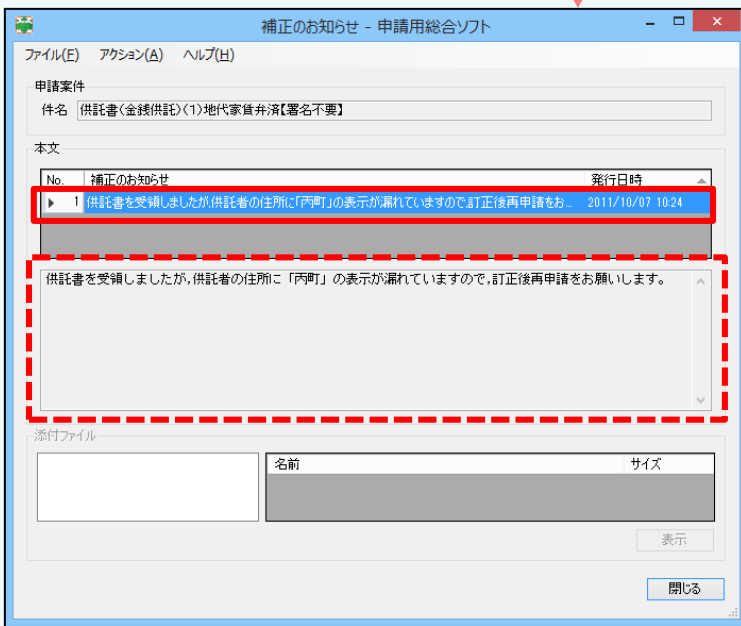 補正のお知らせ - 申請用総合ソフト
ファイル(F) アクション(A) ヘルプ(H)
申請案件
件名 供託書(金銭供託)(1)地代家賃弁済【署名不要】
本文
No. 補正のお知らせ 発行日時
1 供託書を受領しましたが,供託者の住所に「丙町」の表示が漏れていますので,訂正後再申請をお... 2011/10/07 10:24
供託書を受領しましたが,供託者の住所に「丙町」の表示が漏れていますので,訂正後再申請をお願いします。
添付ファイル
名前 サイズ
表示
閉じる